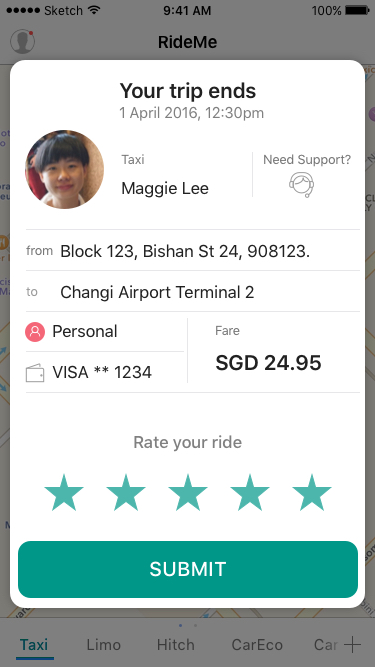 Sketch 9:41 AM 100%
RideMe
Your trip ends
1 April 2016, 12:30pm
Taxi Need Support?
Maggie Lee
from Block 123, Bishan St 24, 908123.
to Changi Airport Terminal 2
Personal Fare
VISA ** 1234 SGD 24.95
Rate your ride
SUBMIT
Taxi Limo Hitch CarEco Car